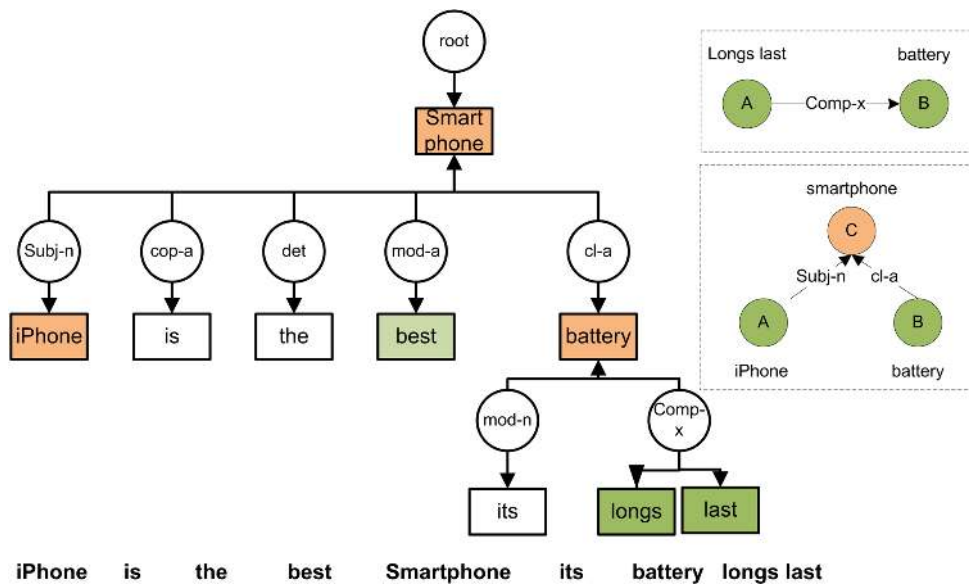 root
Smart
phone
Subj-n
cop-a
det
mod-a
cl-a
iPhone
is
the
best
battery
mod-n
Comp-
x
its
longs
last
iPhone is the best Smartphone its battery longs last
Longs last
battery
A
Comp-x
B
smartphone
C
Subj-n
cl-a
A
B
iPhone
battery